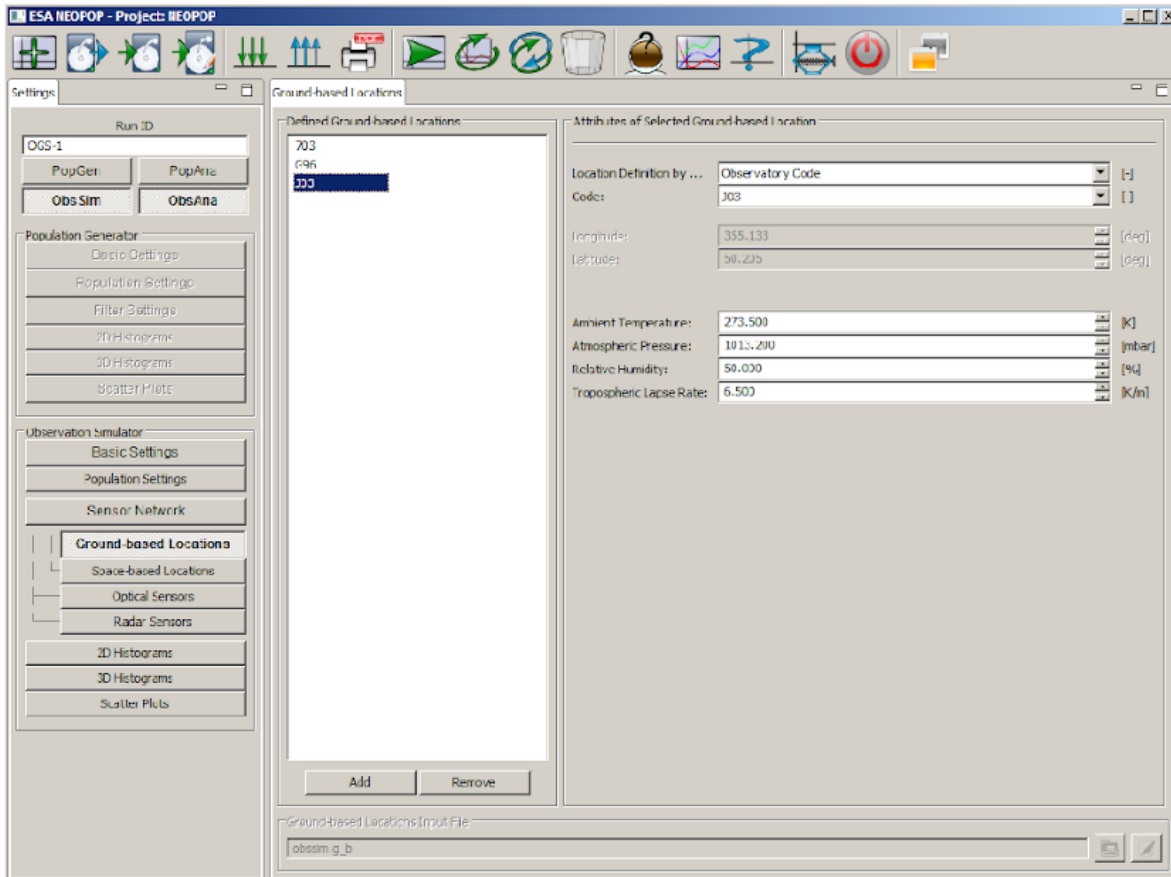 ESA NEOPOP - Project: NEOPOP
Settings
Run ID
OGS-1
PopGen
PopAna
ObsSim
ObsAna
Population Generator
Basic Settings
Population Settings
Filter Settings
2D Histograms
3D Histograms
Scatter Plots
Observation Simulator
Basic Settings
Population Settings
Sensor Network
Ground-based Locations
Space-based Locations
Optical Sensors
Radar Sensors
2D Histograms
3D Histograms
Scatter Plots
Ground-based Locations
Defined Ground-based Locations
703
G96
Add
Remove
Attributes of Selected Ground-based Location
Location Definition by ... Observatory Code [-]
Code: [ ]
Longitude: [deg]
Latitude: [deg]
Ambient Temperature: 273.500 [K]
Atmospheric Pressure: 1013.200 [mbar]
Relative Humidity: 50.000 [%]
Tropospheric Lapse Rate: 6.500 [K/m]
Ground-based Locations Input File
obssim.g_b